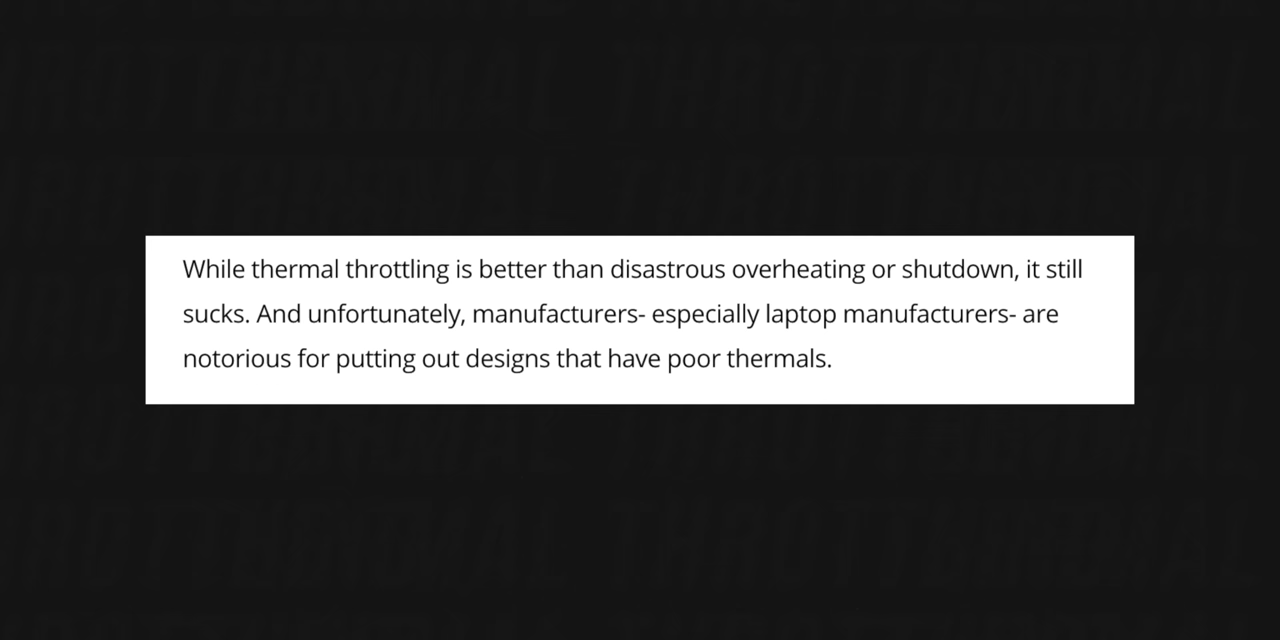 While thermal throttling is better than disastrous overheating or shutdown, it still
sucks. And unfortunately, manufacturers- especially laptop manufacturers- are
notorious for putting out designs that have poor thermals.